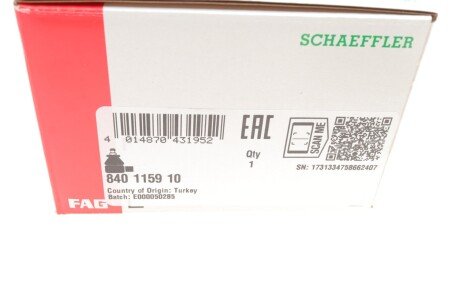 SCHAEFFLER
4 014870 431952
EAC
SCAN ME
Qty
1
SN: 1731334758662407
840 1159 10
Country of Origin: Turkey
Batch: E000050285
FAG